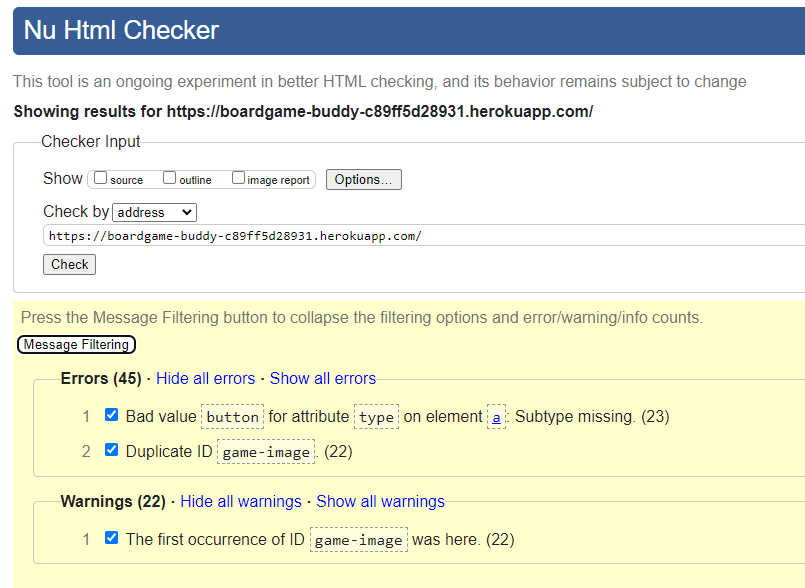 Nu Html Checker
This tool is an ongoing experiment in better HTML checking, and its behavior remains subject to change
Showing results for https://boardgame-buddy-c89ff5d28931.herokuapp.com/
Checker Input
Show source outline image report Options...
Check by address
https://boardgame-buddy-c89ff5d28931.herokuapp.com/
Check
Press the Message Filtering button to collapse the filtering options and error/warning/info counts.
Message Filtering
Errors (45) · Hide all errors · Show all errors
1 Bad value button for attribute type on element a: Subtype missing. (23)
2 Duplicate ID game-image. (22)
Warnings (22) · Hide all warnings · Show all warnings
1 The first occurrence of ID game-image was here. (22)